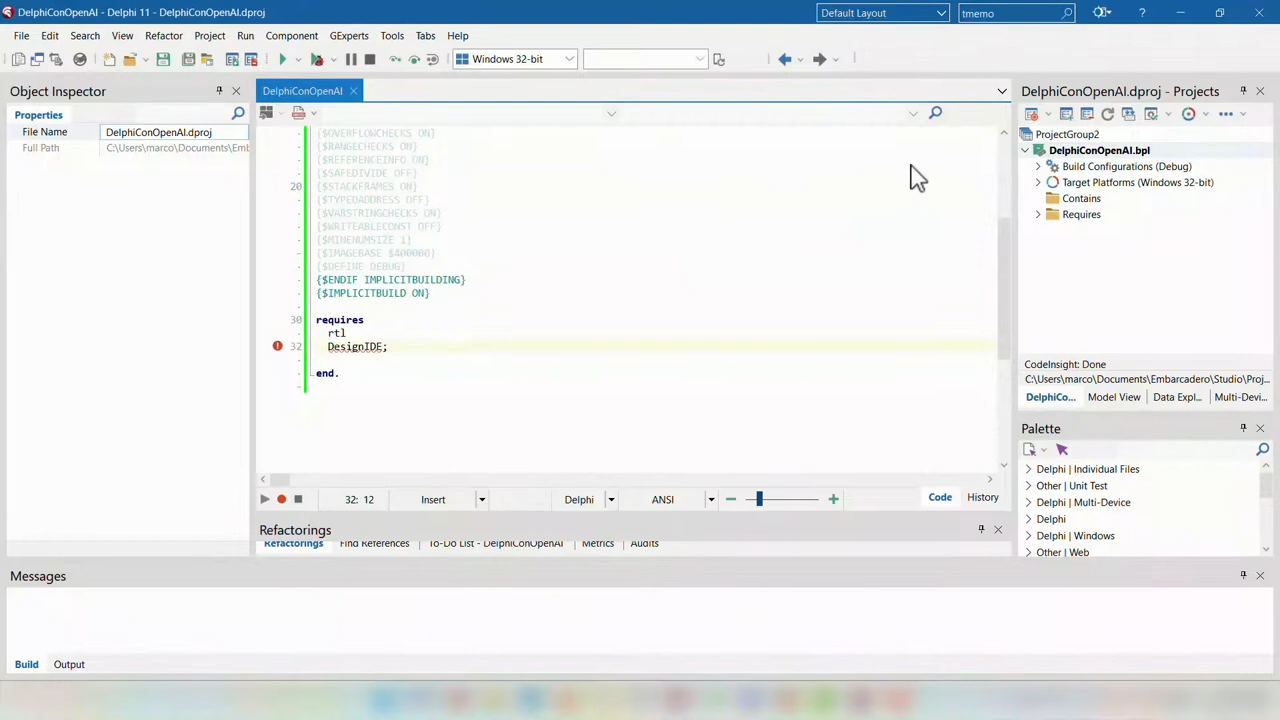 DelphiConOpenAI - Delphi 11 - DelphiConOpenAI.dproj
Default Layout
tmemo
?
File Edit Search View Refactor Project Run Component GExperts Tools Tabs Help
Windows 32-bit
Object Inspector
Properties
File Name DelphiConOpenAI.dproj
Full Path C:\Users\marco\Documents\Emb
DelphiConOpenAI
{$OVERFLOWCHECKS ON}
{$RANGECHECKS ON}
{$REFERENCEINFO ON}
{$SAFEDIVIDE OFF}
20 {$STACKFRAMES ON}
{$TYPEDADDRESS OFF}
{$VARSTRINGCHECKS ON}
{$WRITEABLECONST OFF}
{$MINENUMSIZE 1}
{$IMAGEBASE $400000}
{$DEFINE DEBUG}
{$ENDIF IMPLICITBUILDING}
{$IMPLICITBUILD ON}
30 requires
rtl
32 DesignIDE;
end.
32: 12 Insert Delphi ANSI Code History
Refactorings
Refactorings Find References To-Do List - DelphiConOpenAI Metrics Audits
DelphiConOpenAI.dproj - Projects
ProjectGroup2
DelphiConOpenAI.bpl
Build Configurations (Debug)
Target Platforms (Windows 32-bit)
Contains
Requires
CodeInsight: Done
C:\Users\marco\Documents\Embarcadero\Studio\Proj...
DelphiCo... Model View Data Expl... Multi-Devi...
Palette
Delphi | Individual Files
Other | Unit Test
Delphi | Multi-Device
Delphi
Delphi | Windows
Other | Web
Messages
Build Output